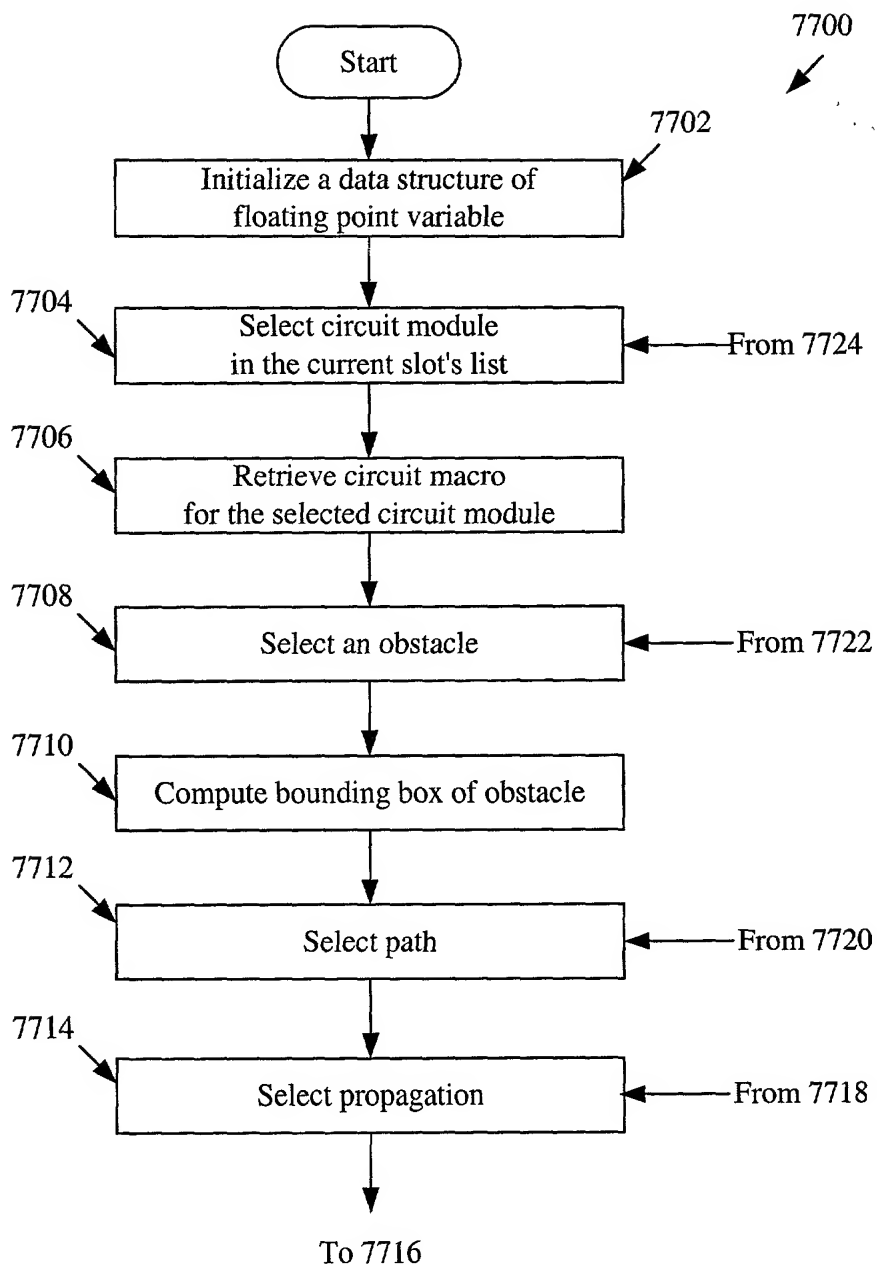 7700
Start
7702
Initialize a data structure of
floating point variable
7704
Select circuit module
in the current slot's list
From 7724
7706
Retrieve circuit macro
for the selected circuit module
7708
Select an obstacle
From 7722
7710
Compute bounding box of obstacle
7712
Select path
From 7720
7714
Select propagation
From 7718
To 7716